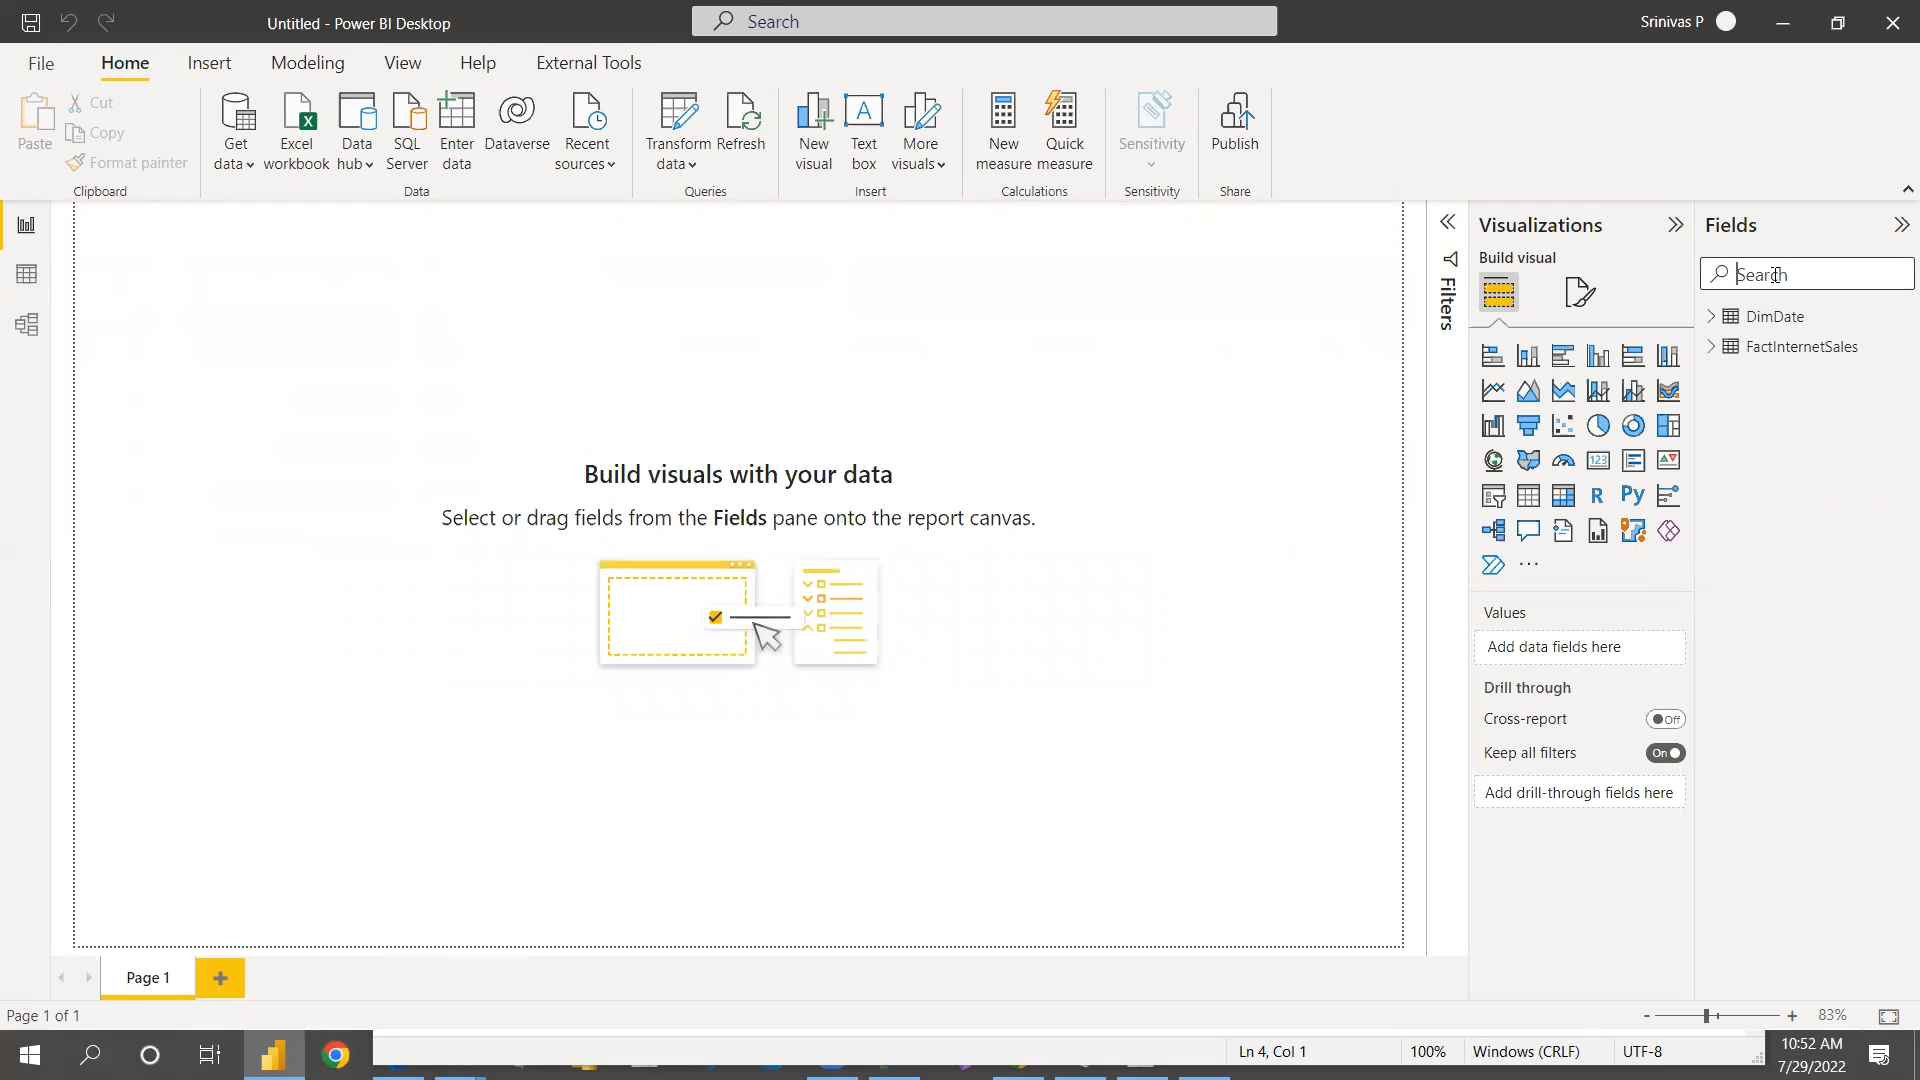 Untitled - Power BI Desktop
Search
Srinivas P
File
Home
Insert
Modeling
View
Help
External Tools
Paste
Cut
Copy
Format painter
Clipboard
Get data
Excel workbook
Data hub
SQL Server
Enter data
Dataverse
Recent sources
Data
Transform data
Refresh
Queries
New visual
Text box
More visuals
Insert
New measure
Quick measure
Calculations
Sensitivity
Sensitivity
Publish
Share
Build visuals with your data
Select or drag fields from the Fields pane onto the report canvas.
Filters
Visualizations
Build visual
123
R
Py
Values
Add data fields here
Drill through
Cross-report
Off
Keep all filters
On
Add drill-through fields here
Fields
Search
DimDate
FactInternetSales
Page 1
Page 1 of 1
83%
Ln 4, Col 1
100%
Windows (CRLF)
UTF-8
10:52 AM
7/29/2022